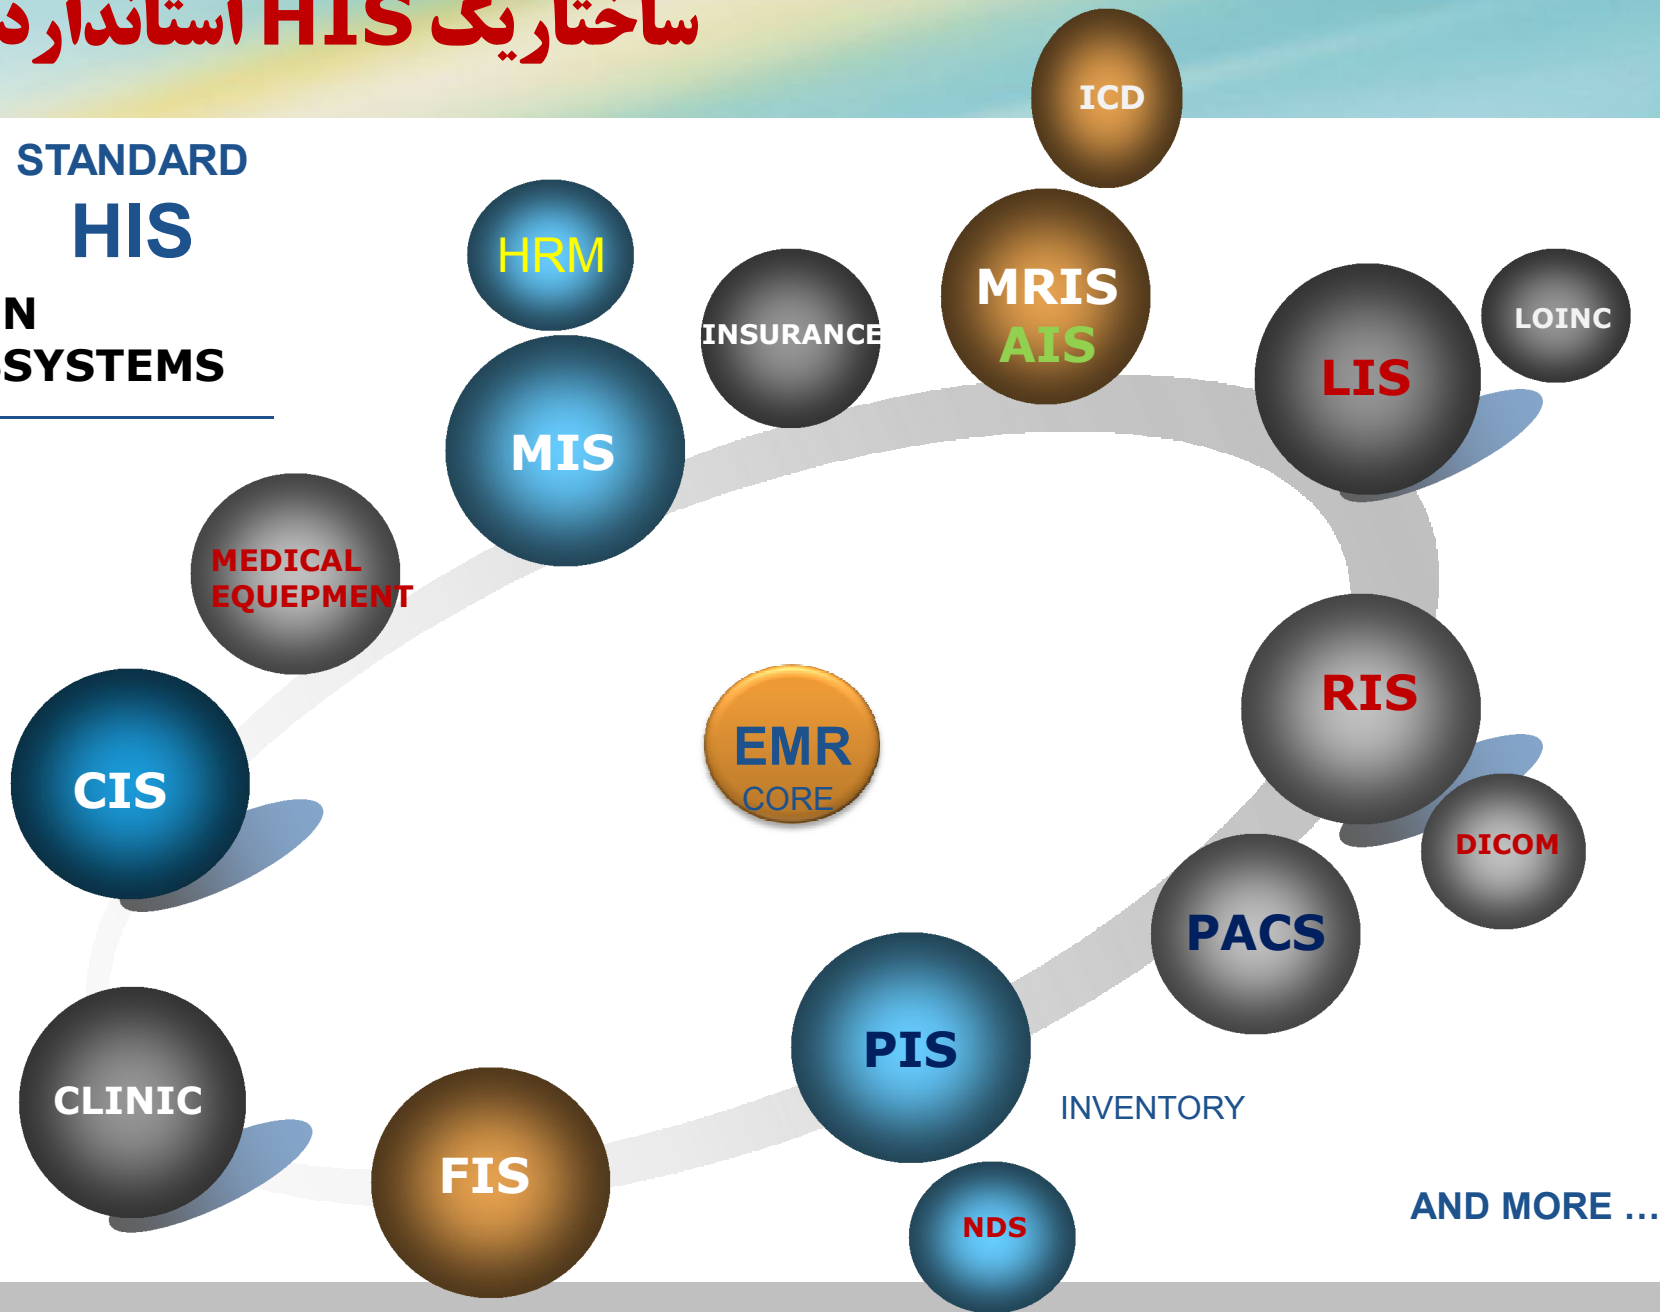 ساختاریک HIS استاندارد
STANDARD
HIS
N
SYSTEMS
ICD
HRM
INSURANCE
MRIS
AIS
LOINC
LIS
MIS
MEDICAL
EQUEPMENT
RIS
EMR
CORE
CIS
DICOM
PACS
PIS
CLINIC
INVENTORY
FIS
NDS
AND MORE ...